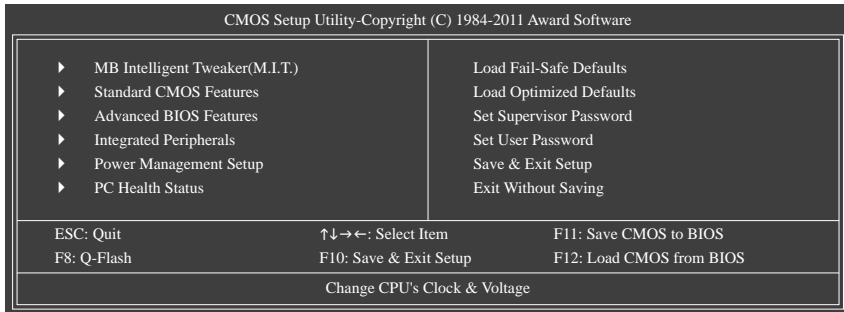 CMOS Setup Utility-Copyright (C) 1984-2011 Award Software
MB Intelligent Tweaker(M.I.T.)
Standard CMOS Features
Advanced BIOS Features
Integrated Peripherals
Power Management Setup
PC Health Status
Load Fail-Safe Defaults
Load Optimized Defaults
Set Supervisor Password
Set User Password
Save & Exit Setup
Exit Without Saving
ESC: Quit ↑↓→←: Select Item F11: Save CMOS to BIOS
F8: Q-Flash F10: Save & Exit Setup F12: Load CMOS from BIOS
Change CPU's Clock & Voltage